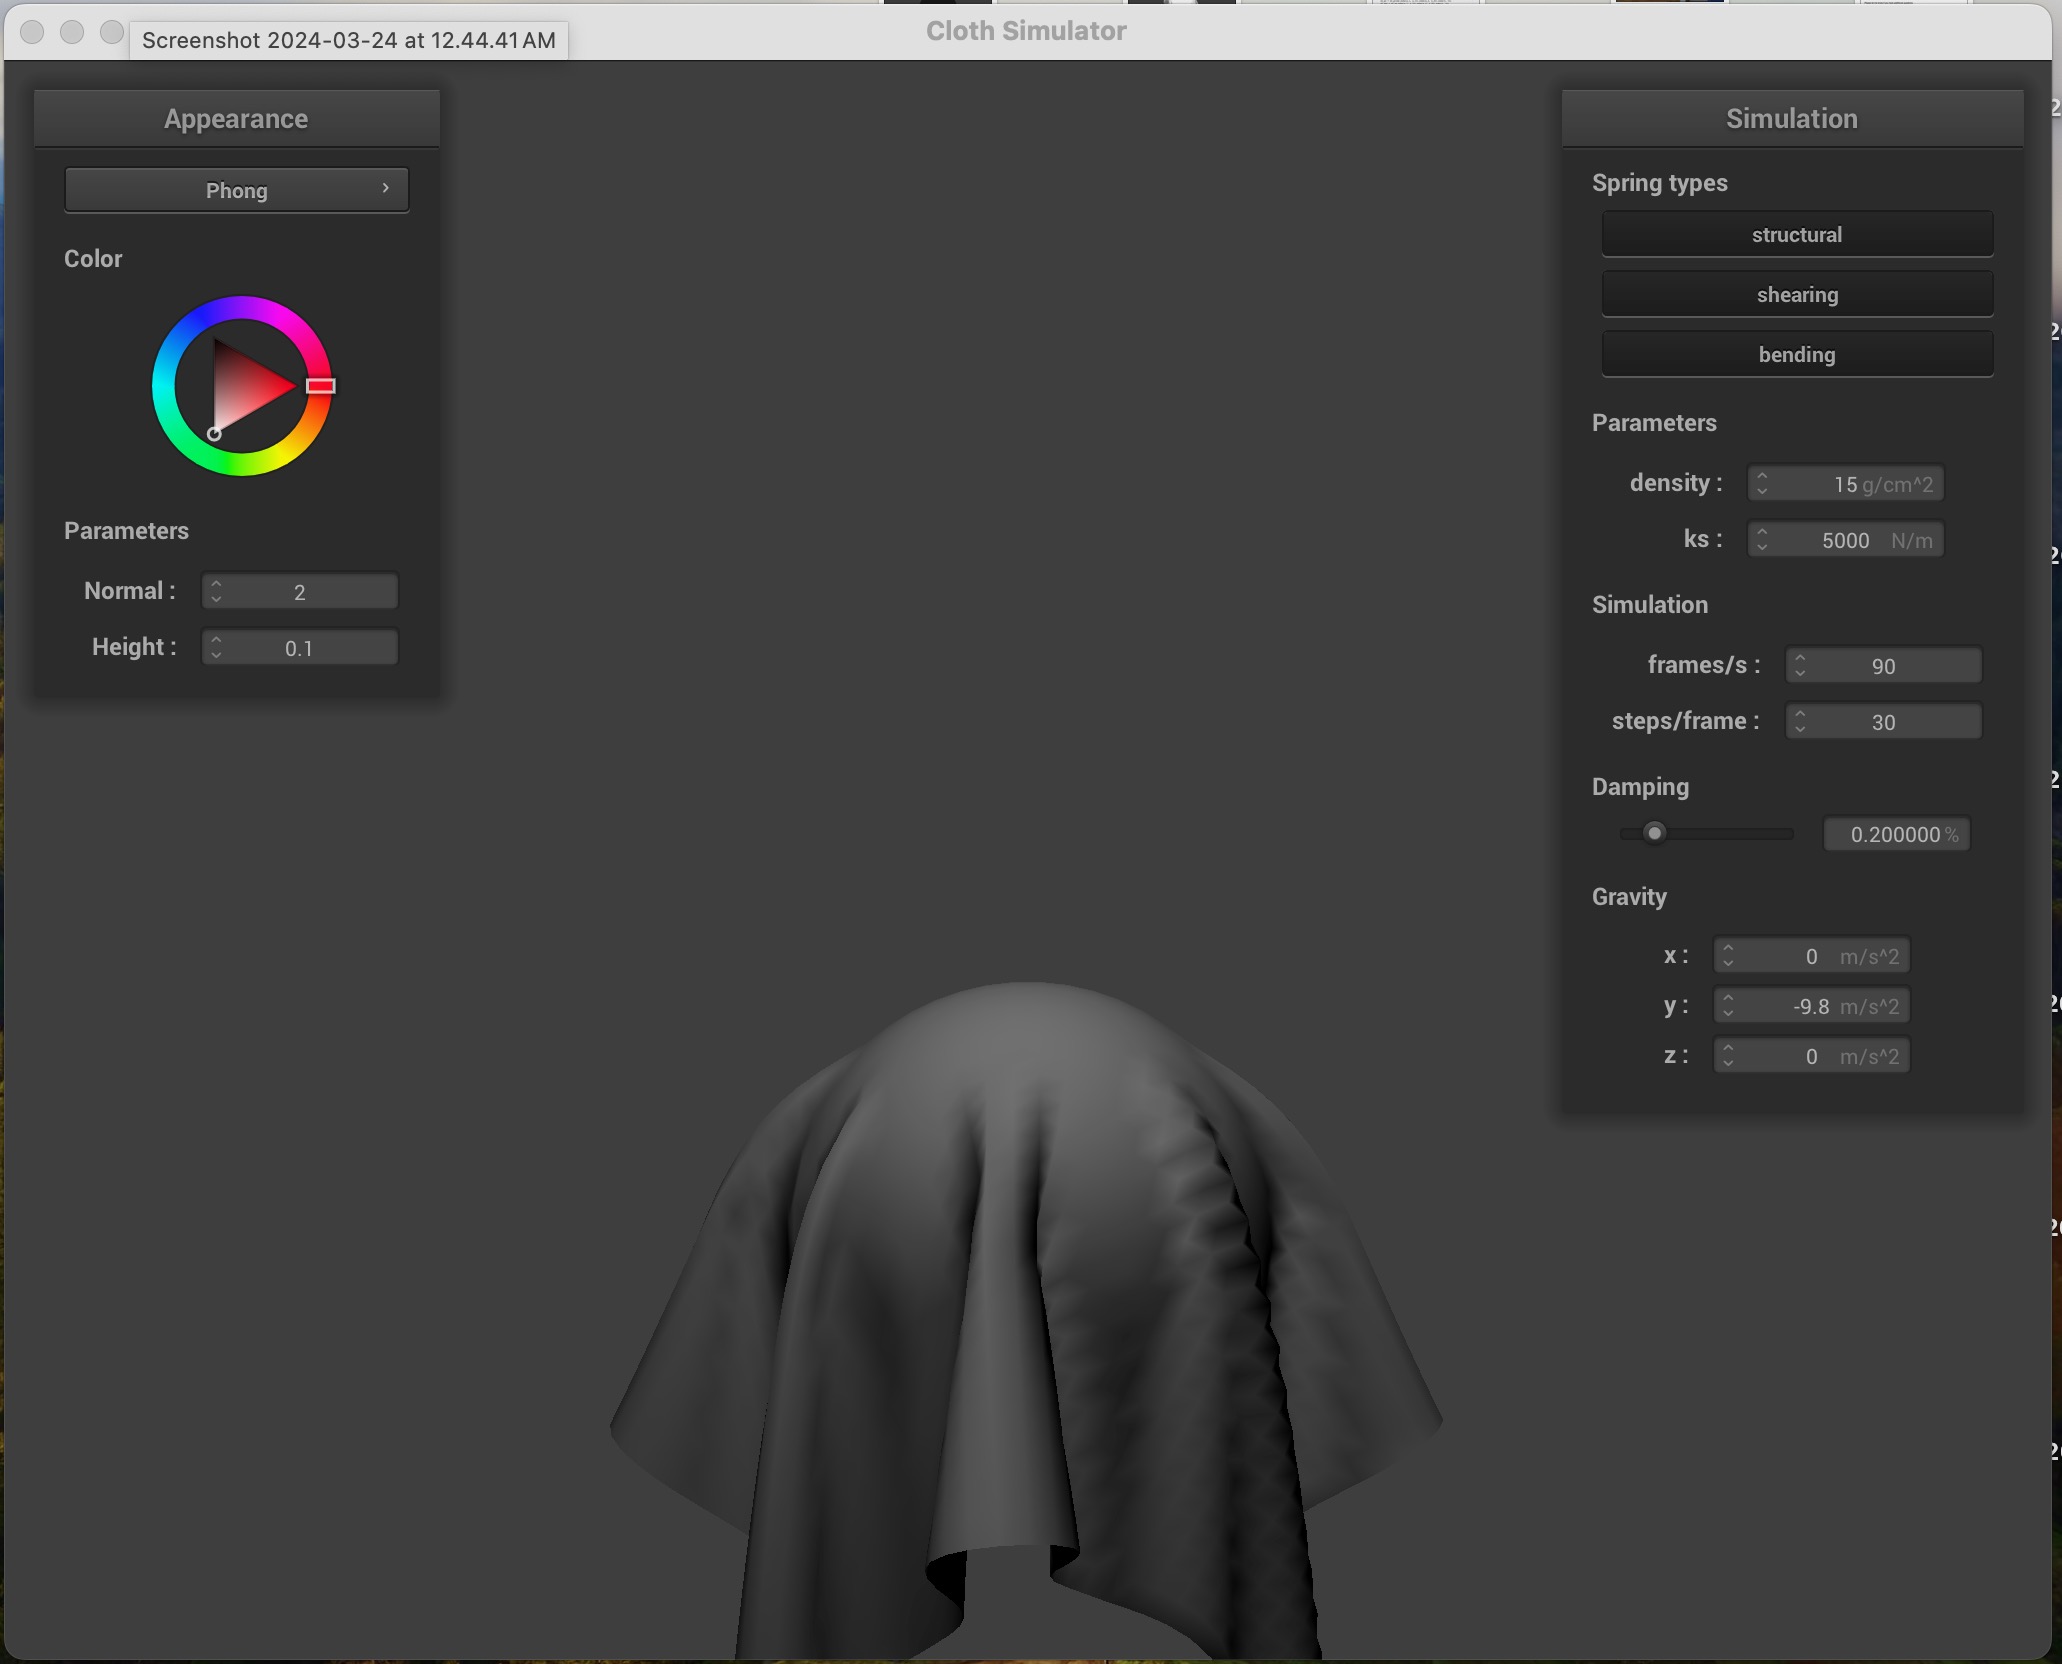 Screenshot 2024-03-24 at 12.44.41 AM
Cloth Simulator
Appearance
Phong
Color
Parameters
Normal : 2
Height : 0.1
Simulation
Spring types
structural
shearing
bending
Parameters
density : 15 g/cm^2
ks : 5000 N/m
Simulation
frames/s : 90
steps/frame : 30
Damping
0.200000 %
Gravity
x : 0 m/s^2
y : -9.8 m/s^2
z : 0 m/s^2